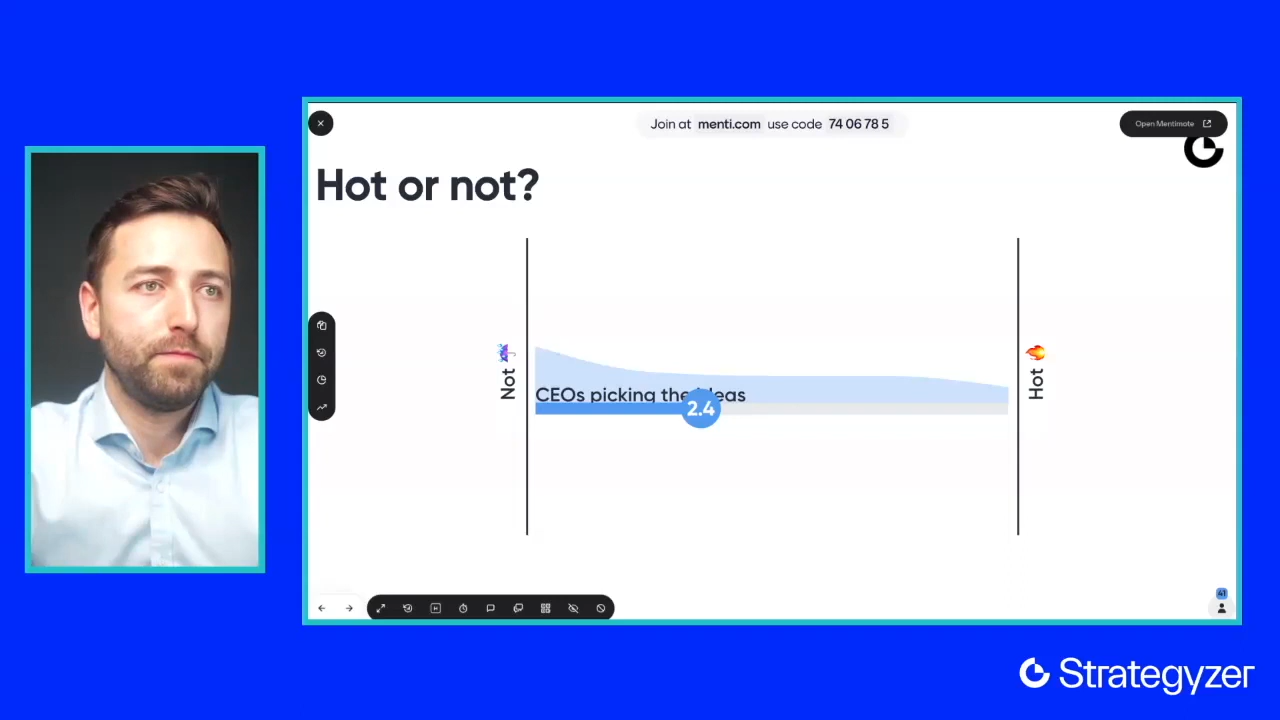 Join at menti.com use code 74 06 78 5
Open Mentimote
Hot or not?
Not
Hot
CEOs picking the ideas
2.4
41
Strategyzer